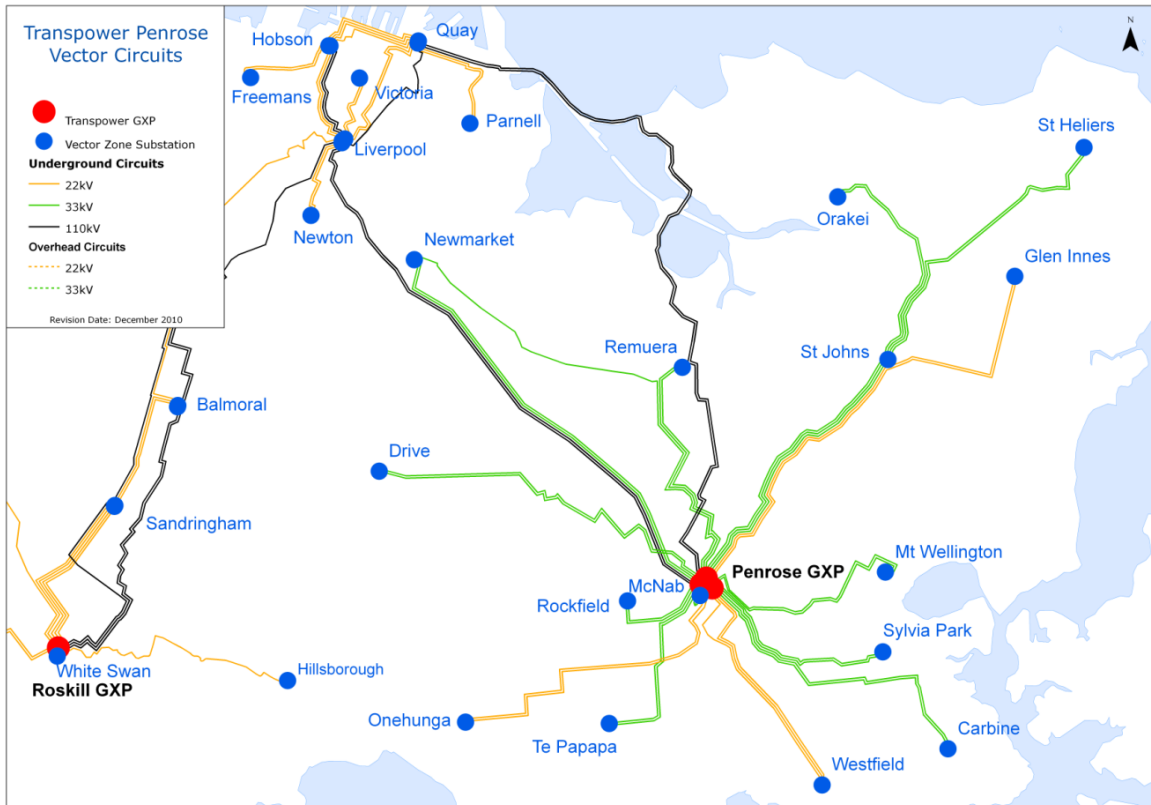 Transpower Penrose
Vector Circuits
Transpower GXP
Vector Zone Substation
Underground Circuits
22kV
33kV
110kV
Overhead Circuits
22kV
33kV
Revision Date: December 2010
N
Quay
Hobson
Freemans
Victoria
Parnell
Liverpool
St Heliers
Orakei
Newton
Newmarket
Glen Innes
Remuera
St Johns
Balmoral
Drive
Sandringham
Mt Wellington
Penrose GXP
McNab
Rockfield
Sylvia Park
White Swan
Roskill GXP
Hillsborough
Onehunga
Te Papapa
Carbine
Westfield